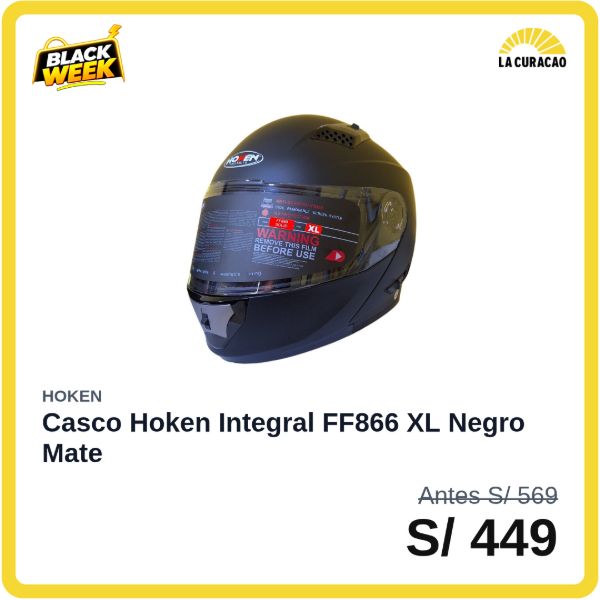 BLACK
WEEK
LA CURACAO
HOKEN
XL
WARNING
REMOVE THIS FILM
BEFORE USE
HOKEN
Casco Hoken Integral FF866 XL Negro
Mate
Antes S/ 569
S/ 449